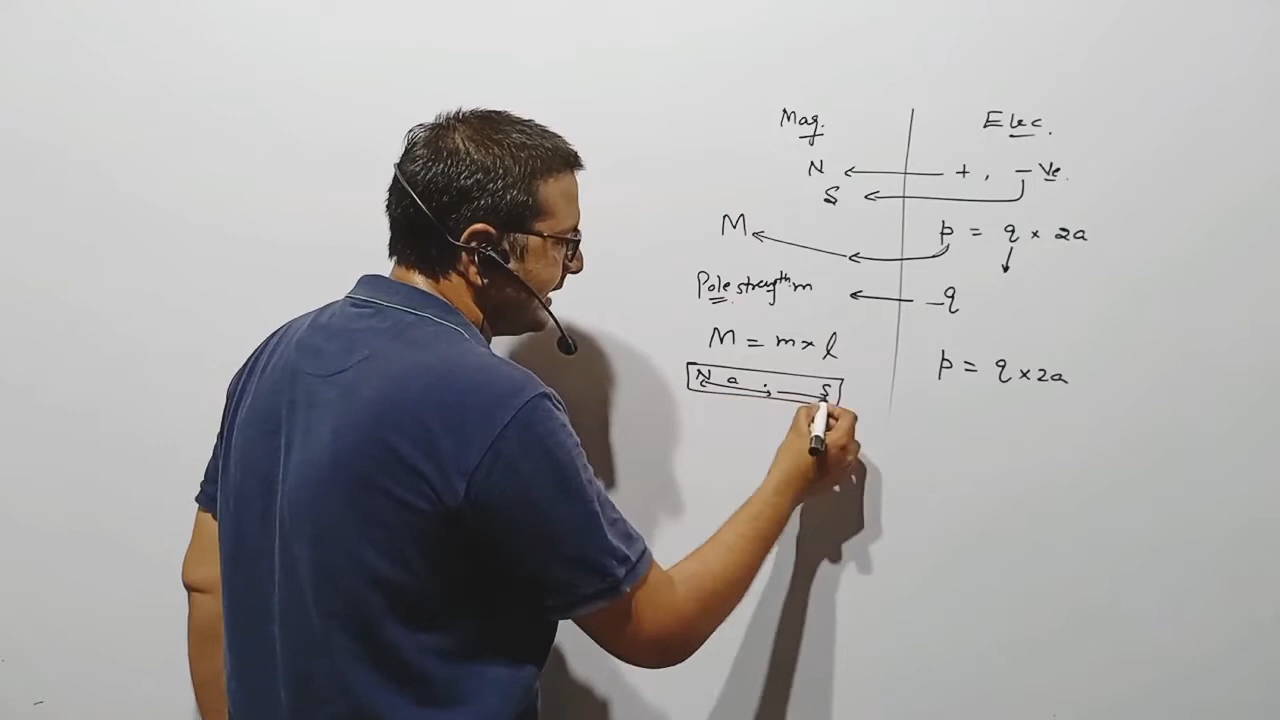 Mag. Elec.
N ← +, -ve.
S ←
M ← p = q × 2a
Pole strength m ← -q
M = m × l
p = q × 2a
N a S